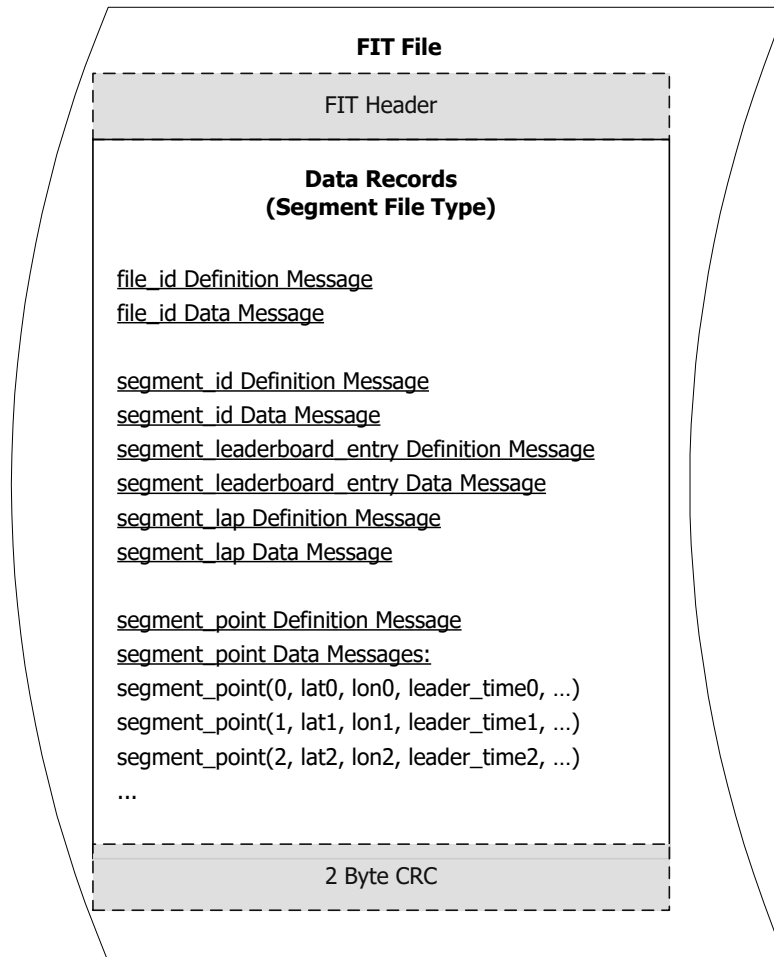 FIT File
FIT Header
Data Records
(Segment File Type)
file_id Definition Message
file_id Data Message
segment_id Definition Message
segment_id Data Message
segment_leaderboard_entry Definition Message
segment_leaderboard_entry Data Message
segment_lap Definition Message
segment_lap Data Message
segment_point Definition Message
segment_point Data Messages:
segment_point(0, lat0, lon0, leader_time0, …)
segment_point(1, lat1, lon1, leader_time1, …)
segment_point(2, lat2, lon2, leader_time2, …)
...
2 Byte CRC